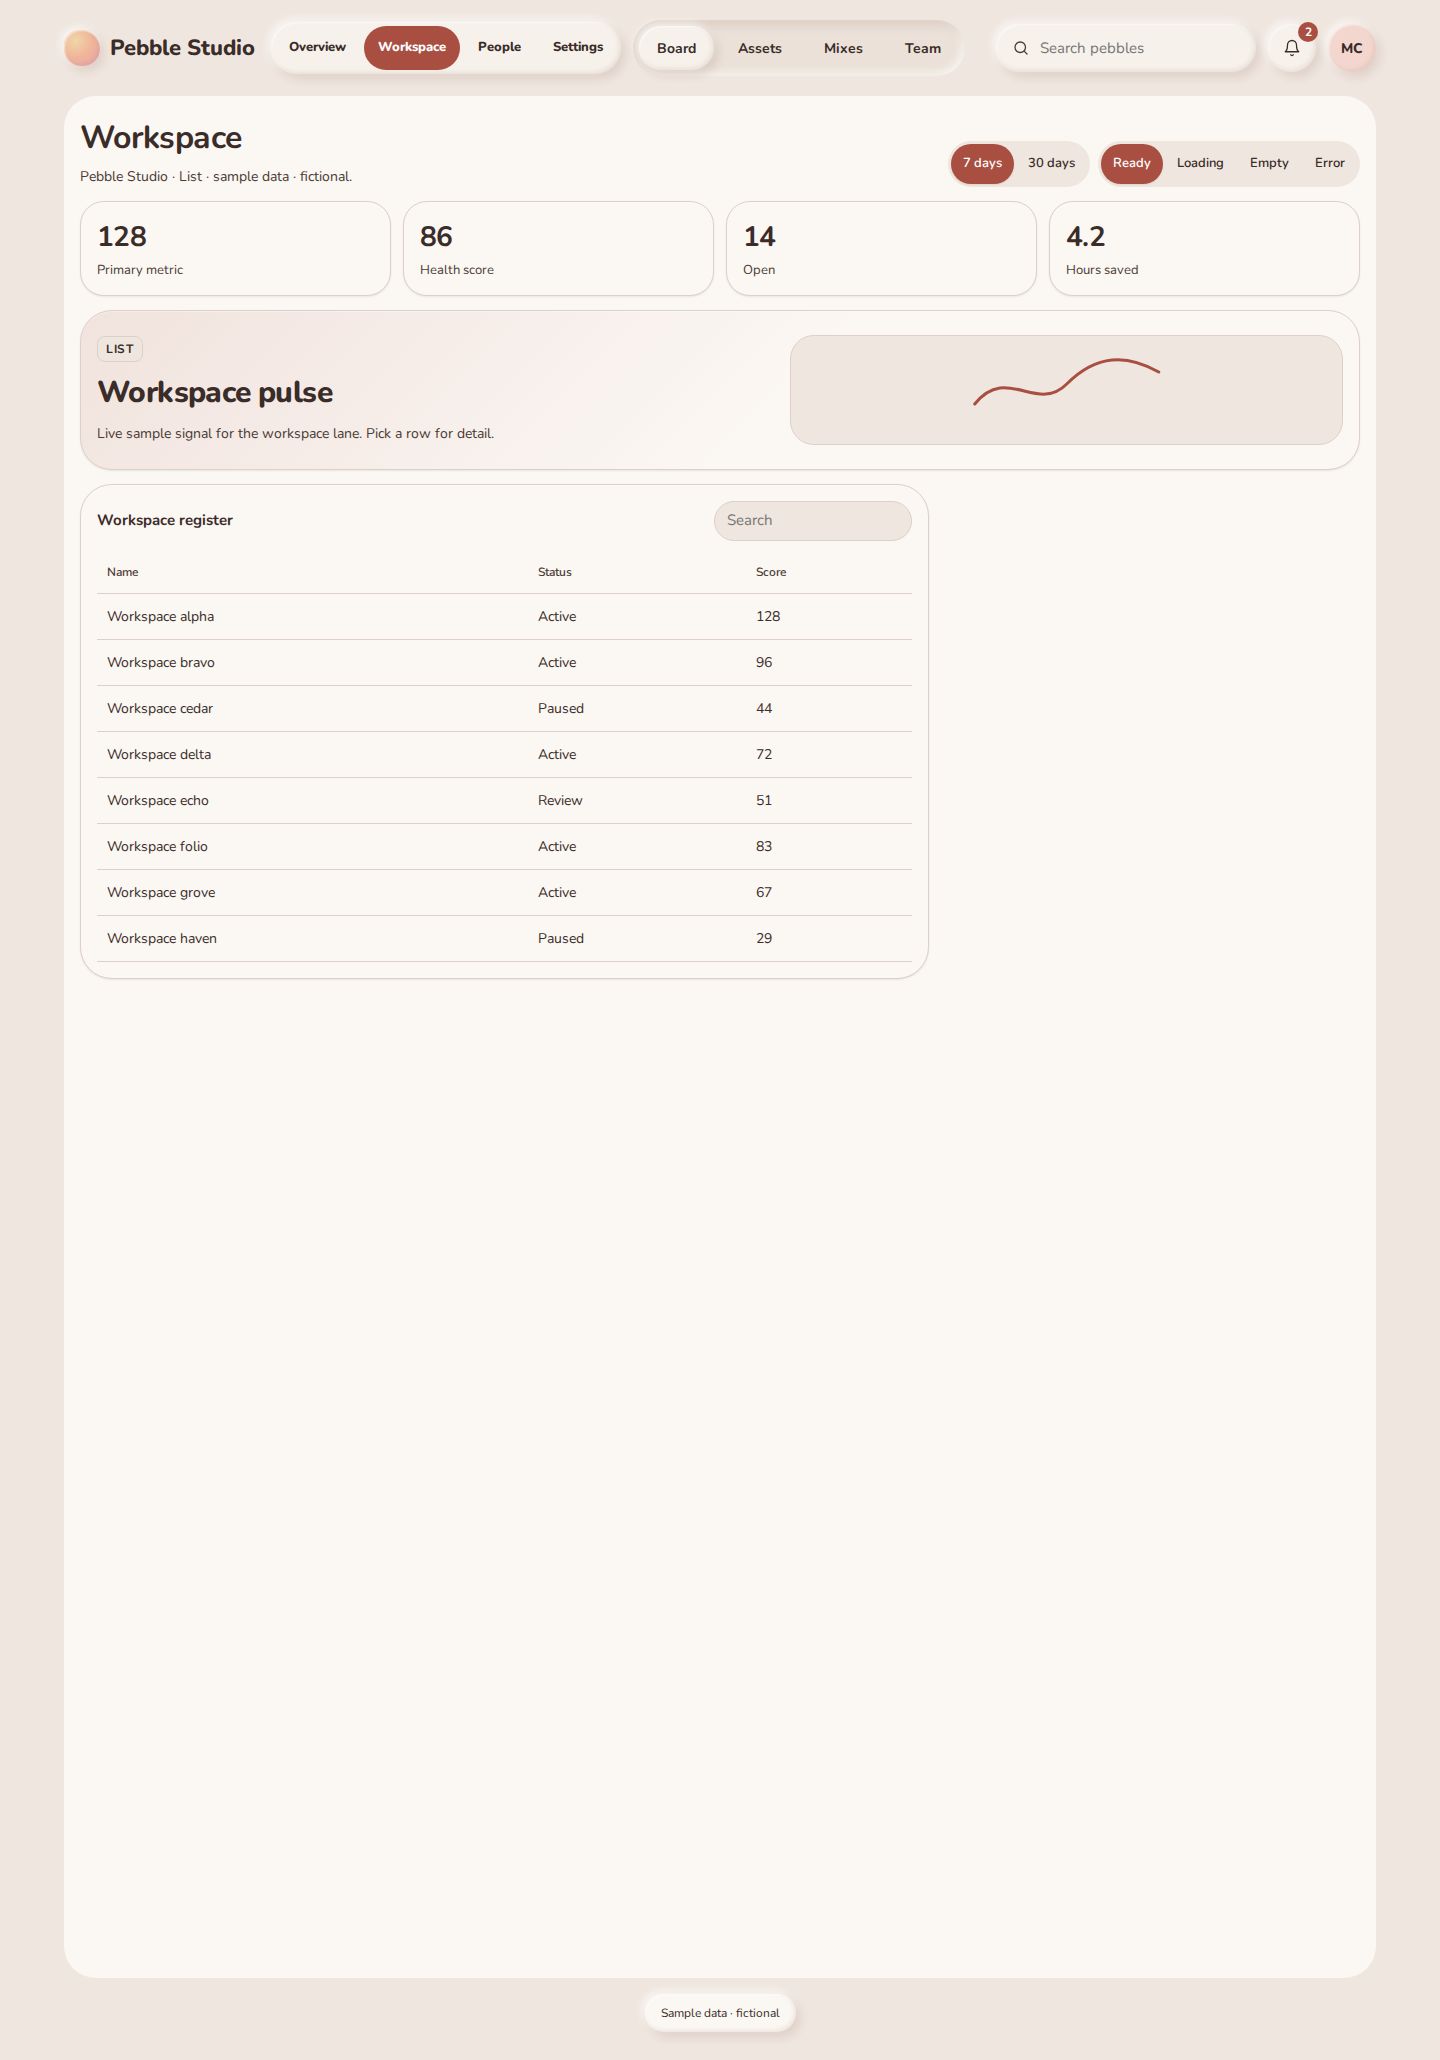 Pebble Studio
Overview Workspace People Settings
Board Assets Mixes Team
Search pebbles
2
MC
Workspace
Pebble Studio · List · sample data · fictional.
7 days 30 days
Ready Loading Empty Error
128
Primary metric
86
Health score
14
Open
4.2
Hours saved
LIST
Workspace pulse
Live sample signal for the workspace lane. Pick a row for detail.
Workspace register
Search
Name Status Score
Workspace alpha Active 128
Workspace bravo Active 96
Workspace cedar Paused 44
Workspace delta Active 72
Workspace echo Review 51
Workspace folio Active 83
Workspace grove Active 67
Workspace haven Paused 29
Sample data · fictional